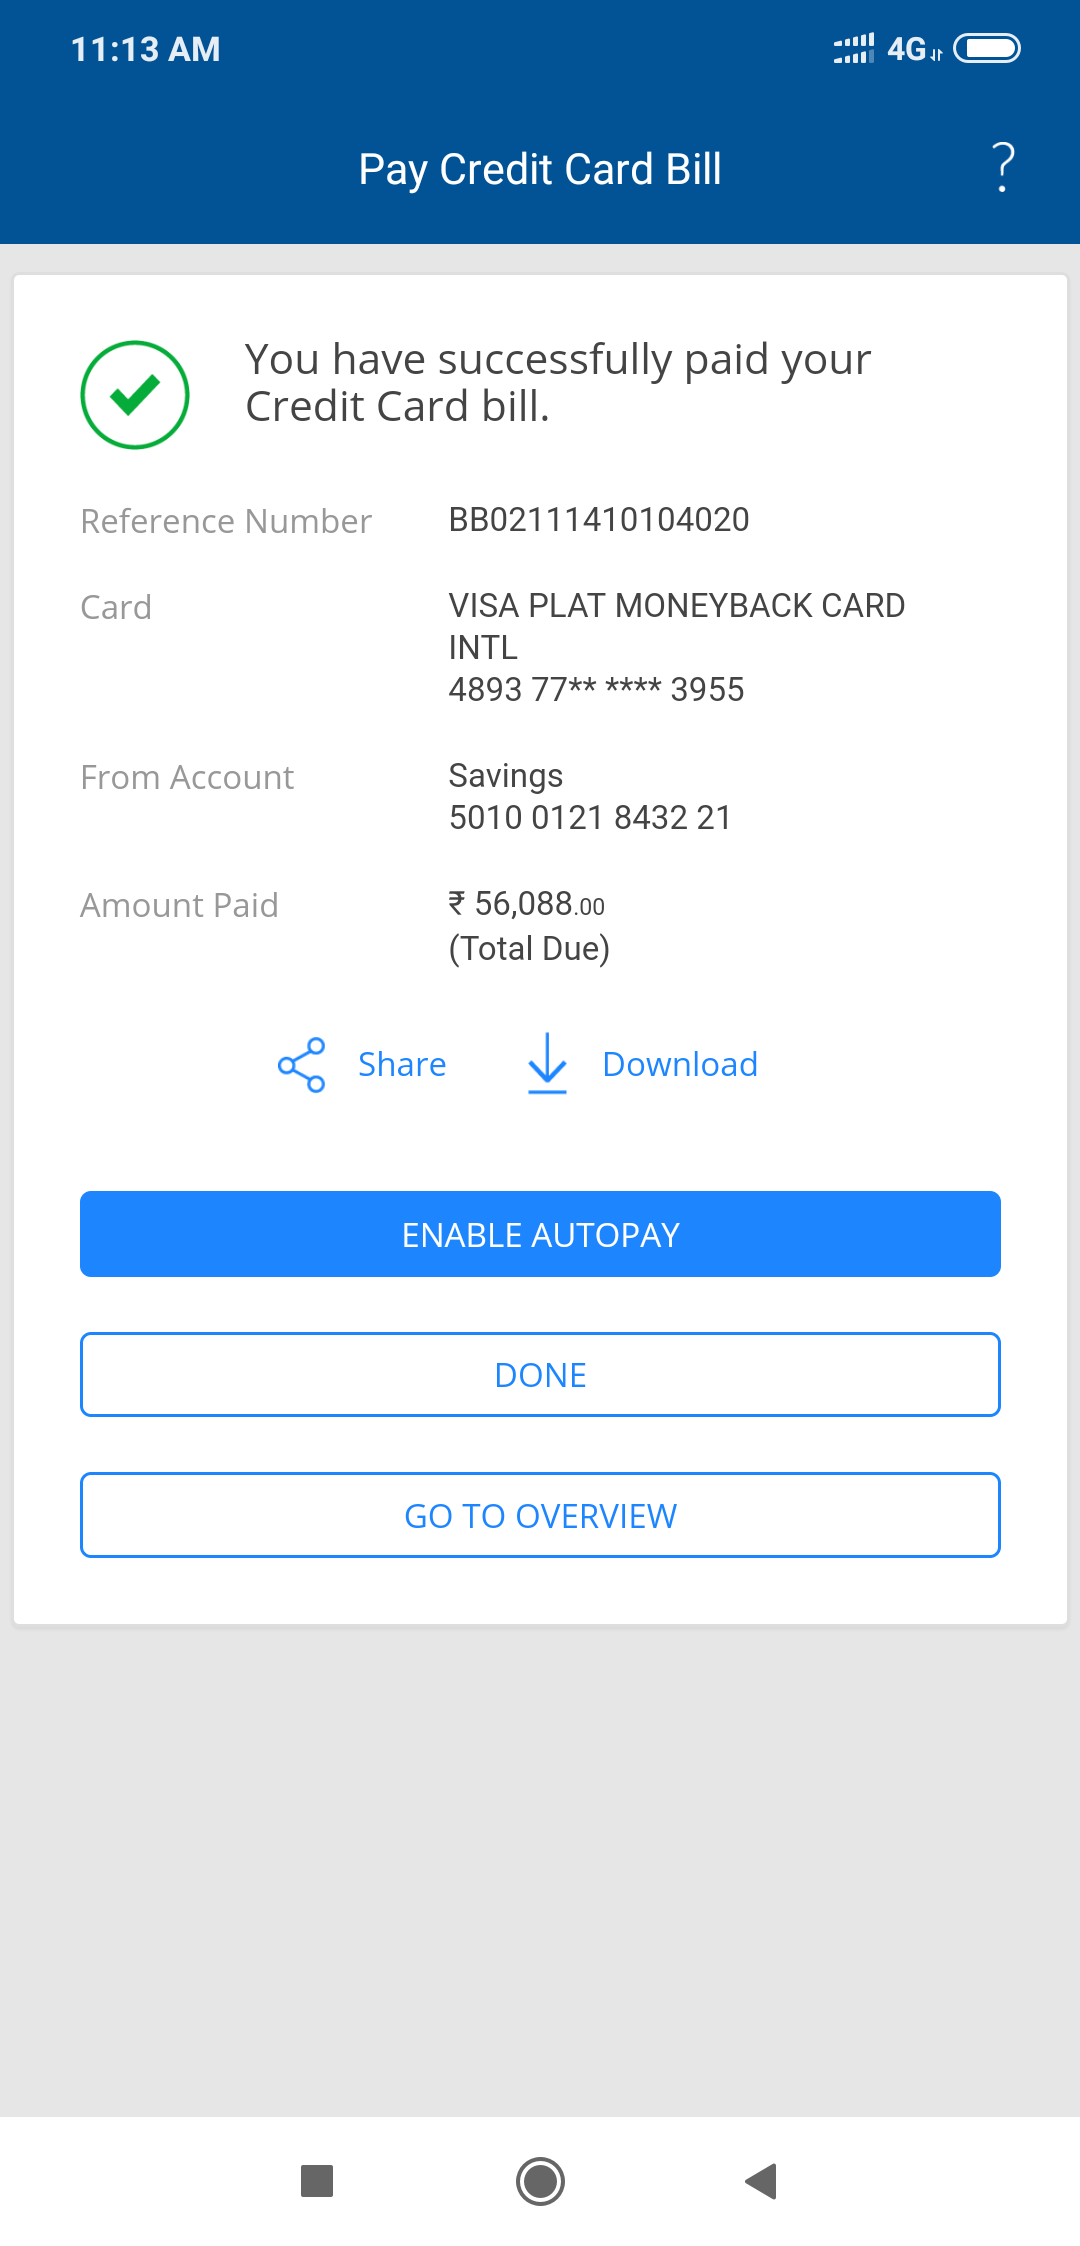 11:13 AM
4G
Pay Credit Card Bill
?
You have successfully paid your
Credit Card bill.
Reference Number BB02111410104020
Card VISA PLAT MONEYBACK CARD
INTL
4893 77** **** 3955
From Account Savings
5010 0121 8432 21
Amount Paid ₹ 56,088.00
(Total Due)
Share Download
ENABLE AUTOPAY
DONE
GO TO OVERVIEW